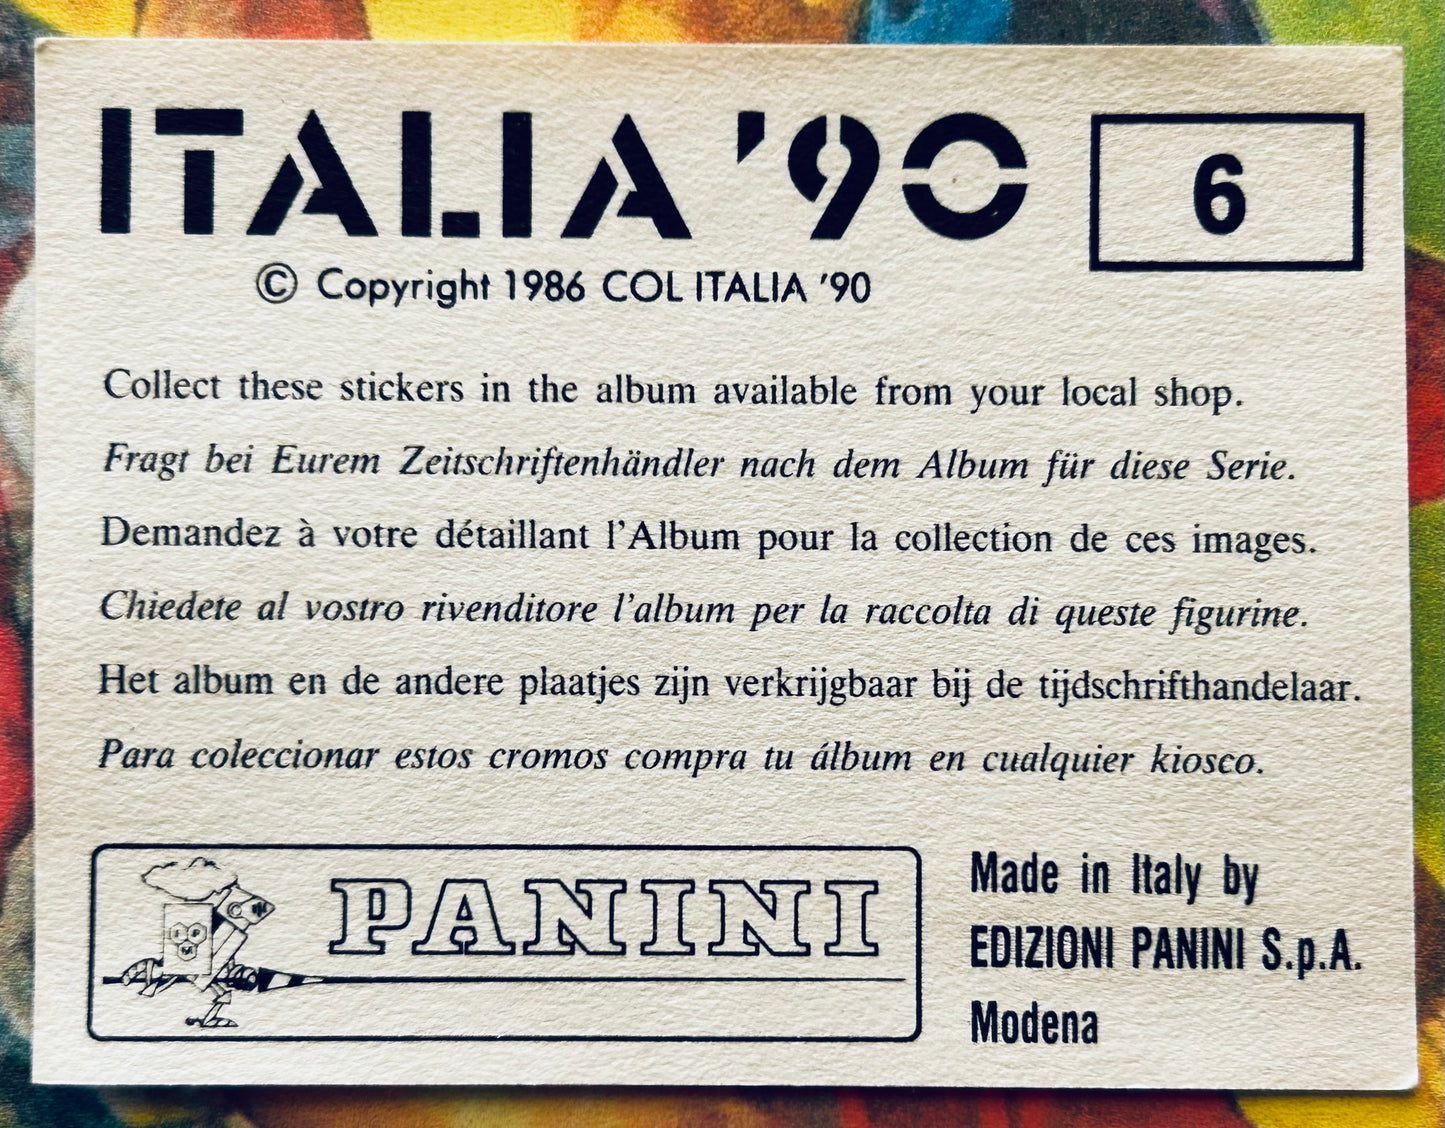 ITALIA '90
6
© Copyright 1986 COL ITALIA '90
Collect these stickers in the album available from your local shop.
Fragt bei Eurem Zeitschriftenhändler nach dem Album für diese Serie.
Demandez à votre détaillant l'Album pour la collection de ces images.
Chiedete al vostro rivenditore l'album per la raccolta di queste figurine.
Het album en de andere plaatjes zijn verkrijgbaar bij de tijdschrifthandelaar.
Para coleccionar estos cromos compra tu álbum en cualquier kiosco.
PANINI
Made in Italy by
EDIZIONI PANINI S.p.A.
Modena